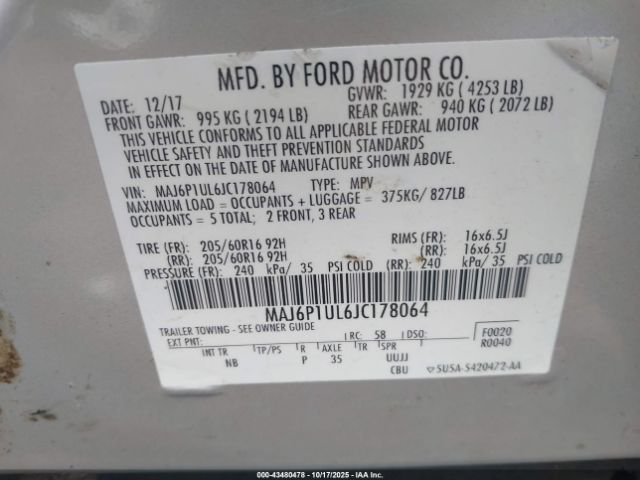 MFD. BY FORD MOTOR CO.
DATE: 12/17 GVWR: 1929 KG ( 4253 LB)
FRONT GAWR: 995 KG ( 2194 LB) REAR GAWR: 940 KG ( 2072 LB)
THIS VEHICLE CONFORMS TO ALL APPLICABLE FEDERAL MOTOR
VEHICLE SAFETY AND THEFT PREVENTION STANDARDS
IN EFFECT ON THE DATE OF MANUFACTURE SHOWN ABOVE.
VIN: MAJ6P1UL6JC178064 TYPE: MPV
MAXIMUM LOAD = OCCUPANTS + LUGGAGE = 375KG/ 827LB
OCCUPANTS = 5 TOTAL; 2 FRONT, 3 REAR
TIRE (FR): 205/60R16 92H RIMS (FR): 16x6.5J
(RR): 205/60R16 92H (RR): 16x6.5J
PRESSURE (FR): 240 kPa/ 35 PSI COLD (RR): 240 kPa/ 35 PSI COLD
MAJ6P1UL6JC178064
TRAILER TOWING - SEE OWNER GUIDE
EXT PNT: RC: 58 DSO: F0020
R0040
INT TR TP/PS R AXLE TR SPR
NB P 35 UUJJ
CBU 5USA-S420472-AA
000-43480478 - 10/17/2025 - © IAA Holdings, LLC